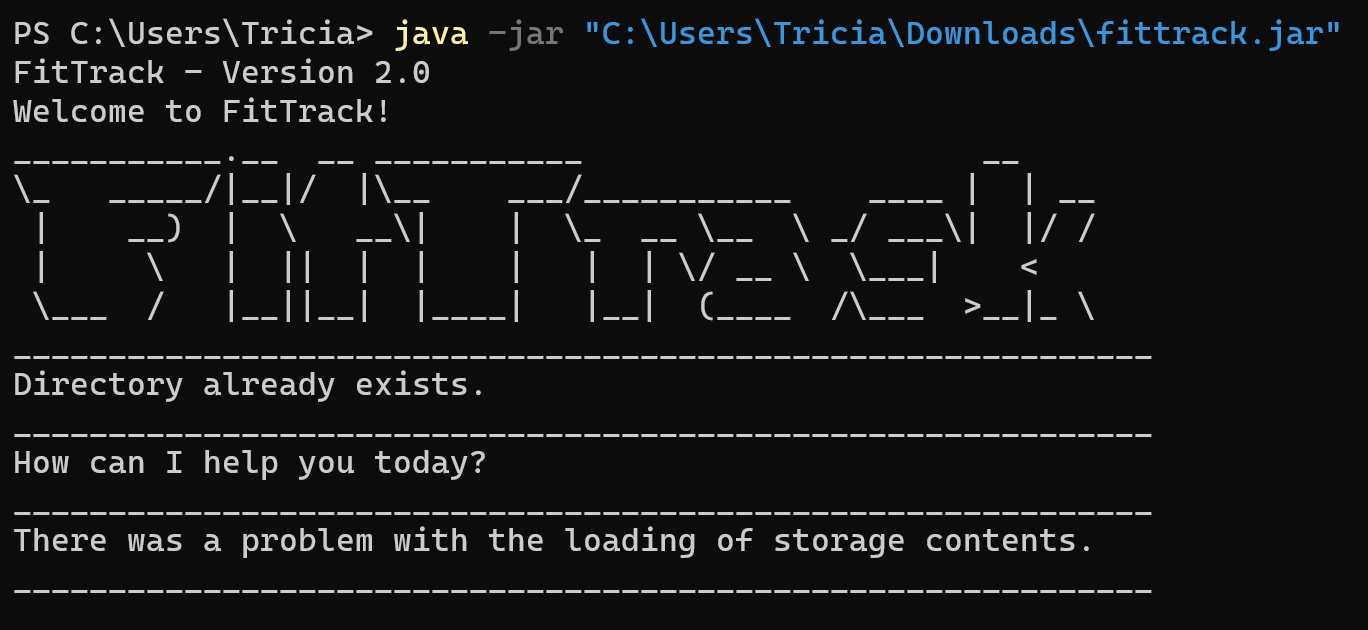 PS C:\Users\Tricia> java -jar "C:\Users\Tricia\Downloads\fittrack.jar"
FitTrack - Version 2.0
Welcome to FitTrack!
___________.__  __ ___________                     __
\_   _____/|__|/  |\__    ___/___________    ____ |  | __
 |    __)  |  \   __\|    |  \_  __ \__  \ _/ ___\|  |/ /
 |     \   |  ||  |  |    |   |  | \/ __ \  \___|    <
 \___  /   |__||__|  |____|   |__|  (____  /\___  >__|_ \
____________________________________________________________
Directory already exists.
____________________________________________________________
How can I help you today?
____________________________________________________________
There was a problem with the loading of storage contents.
____________________________________________________________